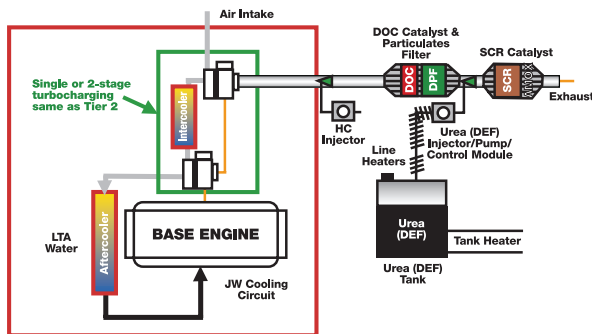 Air Intake
DOC Catalyst &
Particulates
Filter
SCR Catalyst
Single or 2-stage
turbocharging
same as Tier 2
Intercooler
DOC
DPF
SCR
AMOX
Exhaust
HC
Injector
Urea (DEF)
Injector/Pump/
Control Module
Line
Heaters
LTA
Water
Aftercooler
BASE ENGINE
JW Cooling
Circuit
Urea
(DEF)
Tank Heater
Urea (DEF)
Tank